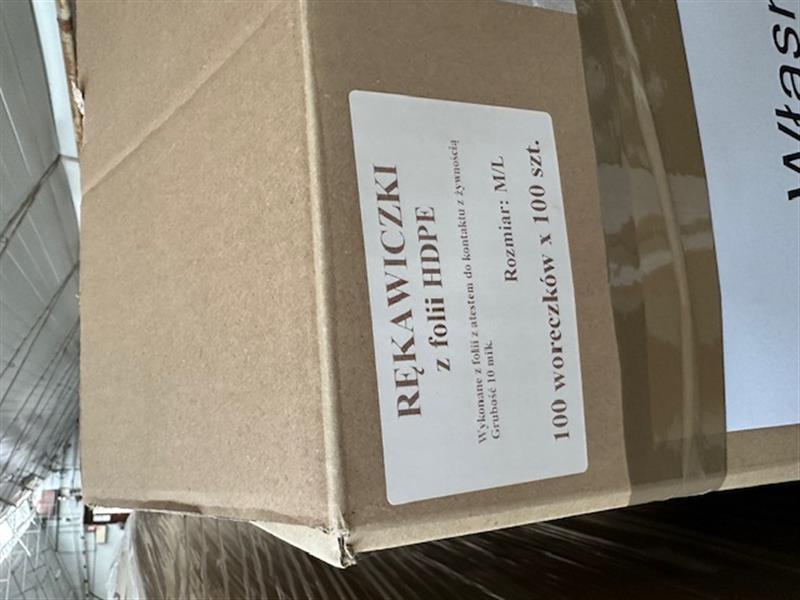 RĘKAWICZKI
z folii HDPE
Wykonane z folii z atestem do kontaktu z żywnością
Grubość 10 mik.
Rozmiar: M/L
100 woreczków x 100 szt.